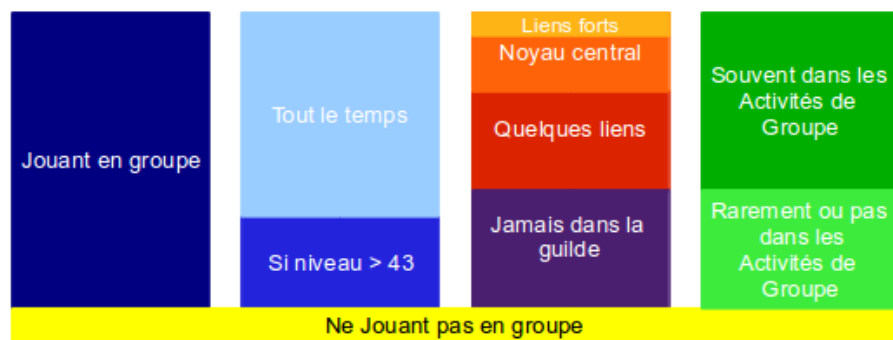 Jouant en groupe
Tout le temps
Si niveau > 43
Liens forts
Noyau central
Quelques liens
Jamais dans la
guilde
Souvent dans les
Activités de
Groupe
Rarement ou pas
dans les
Activités de
Groupe
Ne Jouant pas en groupe